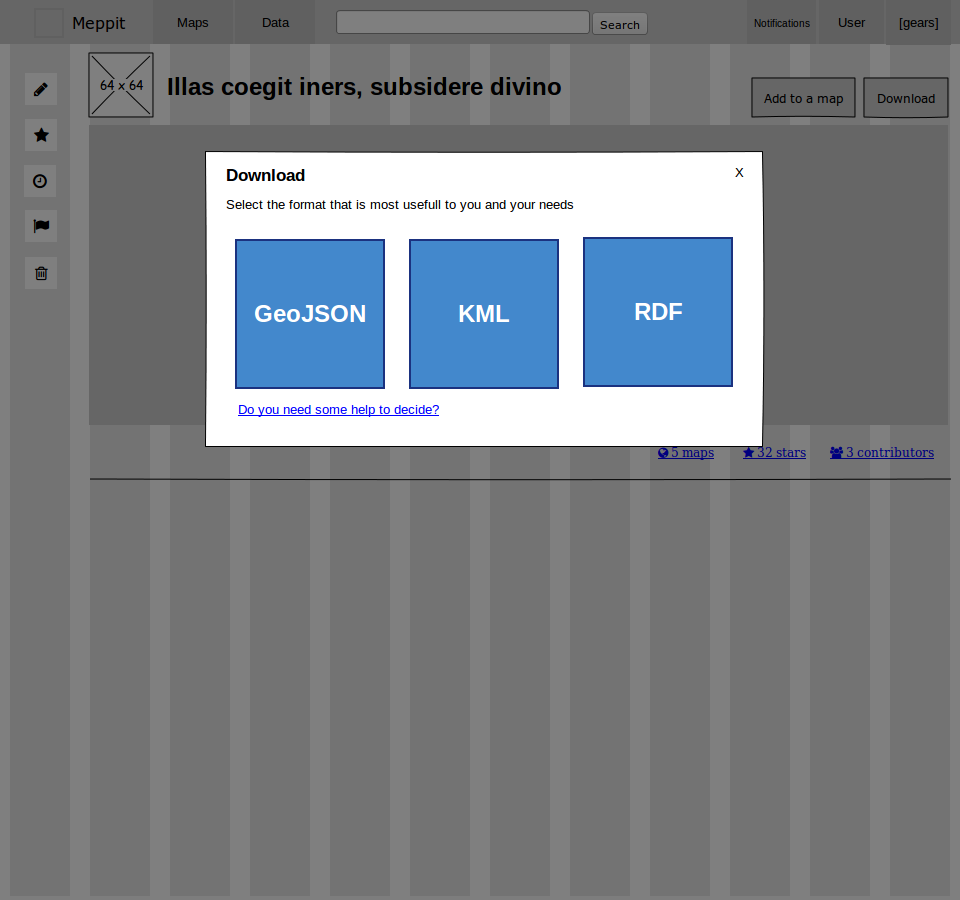 Meppit Maps Data Search Notifications User [gears]
64 x 64 Illas coegit iners, subsidere divino Add to a map Download
Download X
Select the format that is most usefull to you and your needs
GeoJSON KML RDF
Do you need some help to decide?
5 maps 32 stars 3 contributors